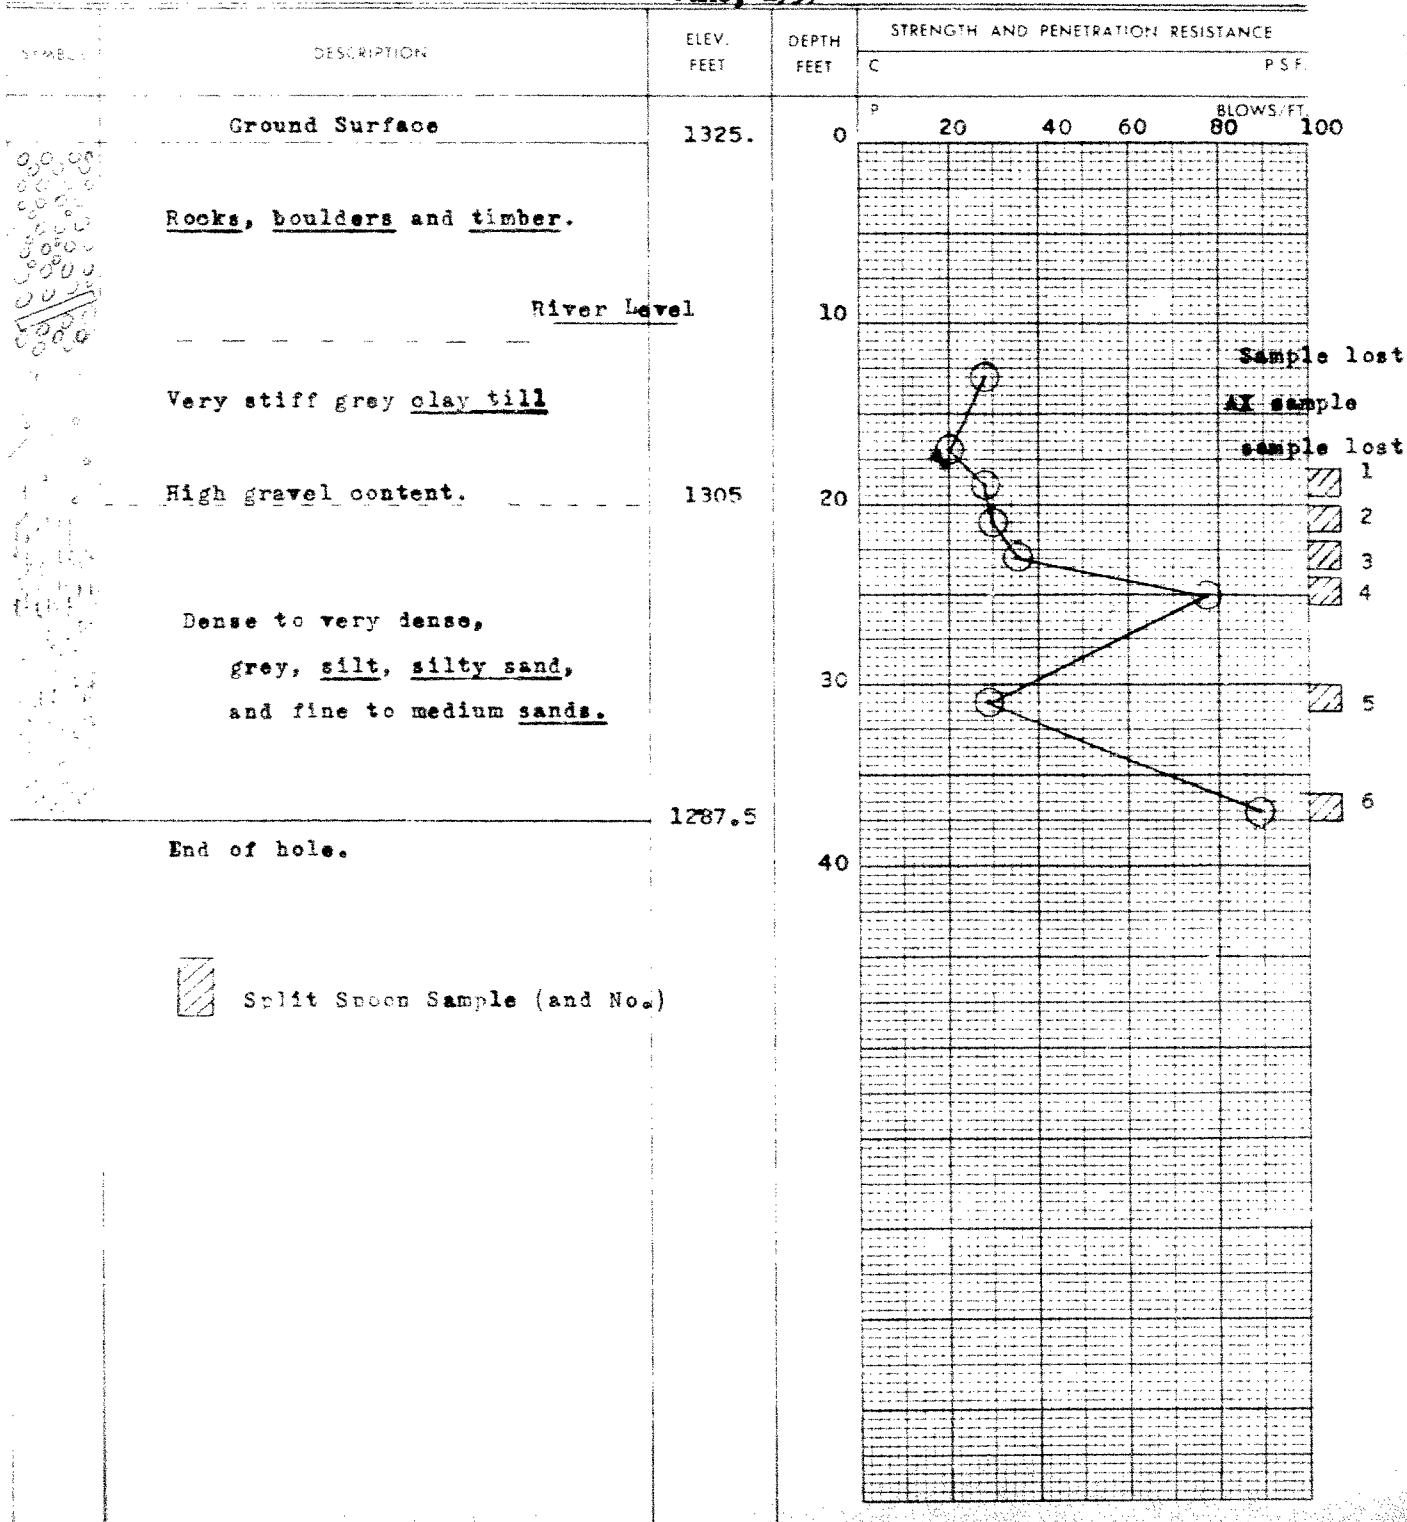 STRENGTH AND PENETRATION RESISTANCE
DESCRIPTION
ELEV. FEET
DEPTH FEET
C P S F.
P BLOWS/FT.
20 40 60 80 100
Ground Surface 1325. 0
Rocks, boulders and timber.
River Level 10
Sample lost
Very stiff grey clay till AX sample
sample lost
1
High gravel content. 1305 20
2
3
4
Dense to very dense,
grey, silt, silty sand, 30
and fine to medium sands. 5
6
1287.5
End of hole. 40
Split Spoon Sample (and No.)